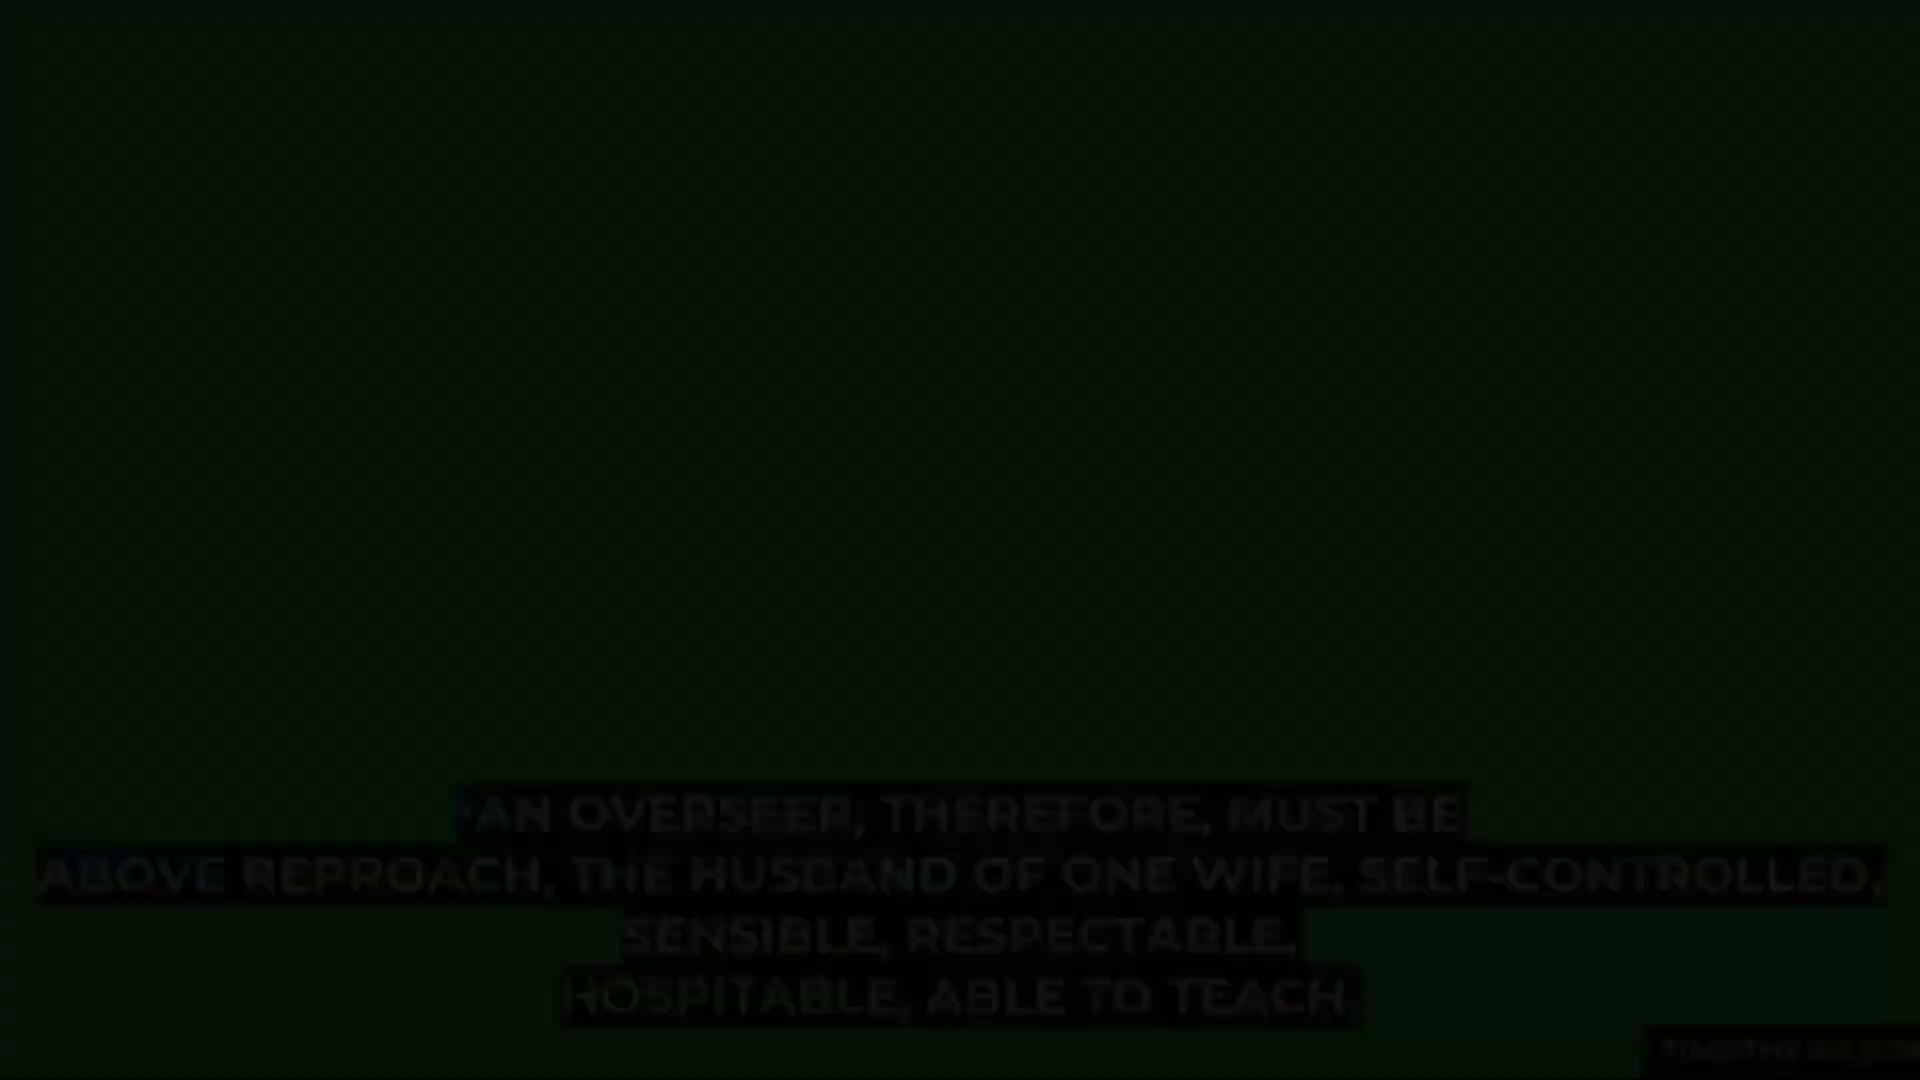 "AN OVERSEER, THEREFORE, MUST BE
ABOVE REPROACH, THE HUSBAND OF ONE WIFE, SELF-CONTROLLED,
SENSIBLE, RESPECTABLE,
HOSPITABLE, ABLE TO TEACH,